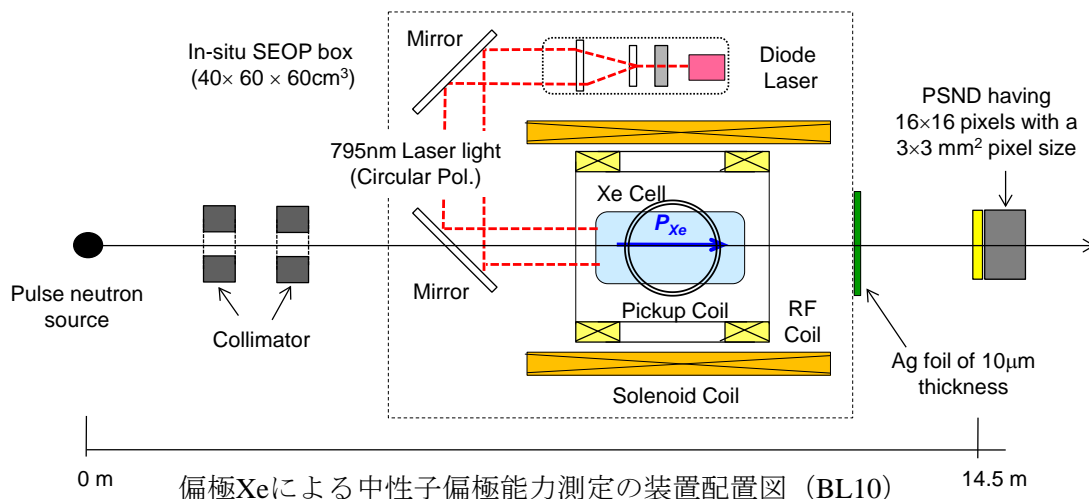 In-situ SEOP box
(40× 60 × 60cm³)
Mirror
Diode
Laser
PSND having
16×16 pixels with a
3×3 mm² pixel size
795nm Laser light
(Circular Pol.)
Xe Cell
P_Xe
Pulse neutron
source
Collimator
Mirror
Pickup Coil
RF
Coil
Solenoid Coil
Ag foil of 10μm
thickness
0 m
14.5 m
偏極Xeによる中性子偏極能力測定の装置配置図（BL10）